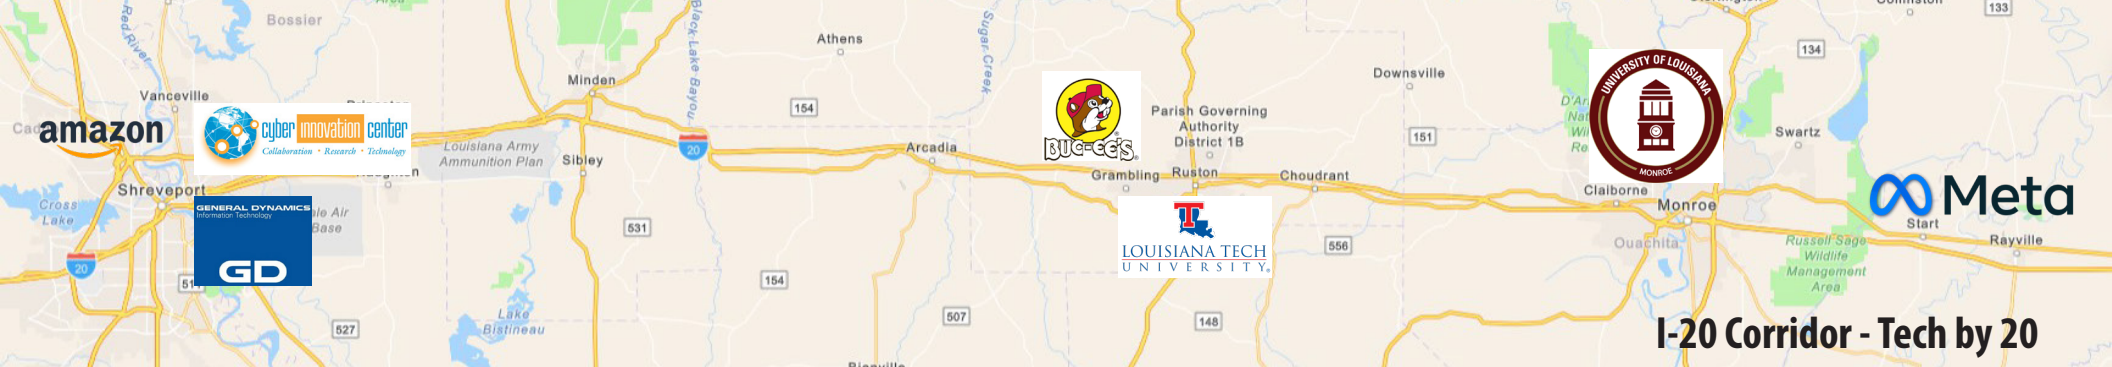 Bossier
Red River
Vanceville
Cad
amazon
cyber innovation center
Collaboration • Research • Technology
Shreveport
Cross
Lake
GENERAL DYNAMICS
Information Technology
GD
Base
20
527
Minden
Louisiana Army
Ammunition Plan
Sibley
531
Lake
Bistineau
Black Lake Bayou
20
154
154
Athens
Arcadia
507
Sugar Creek
BUC-EE'S
Parish Governing
Authority
District 1B
Grambling
Ruston
Choudrant
LOUISIANA TECH
UNIVERSITY
148
556
Downsville
151
UNIVERSITY OF LOUISIANA
MONROE
Claiborne
Monroe
Ouachita
134
133
Swartz
Meta
Start
Rayville
Russell Sage
Wildlife
Management
Area
I-20 Corridor - Tech by 20